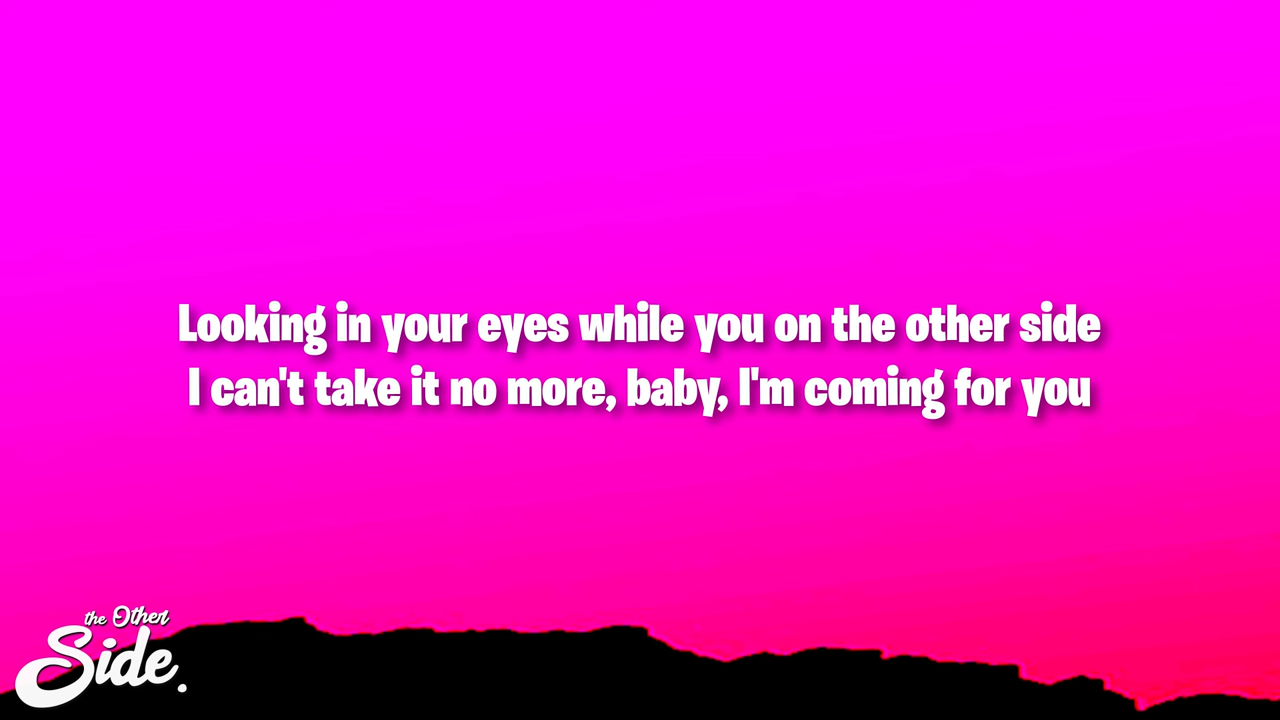 Looking in your eyes while you on the other side
I can't take it no more, baby, I'm coming for you
the Other
Side.